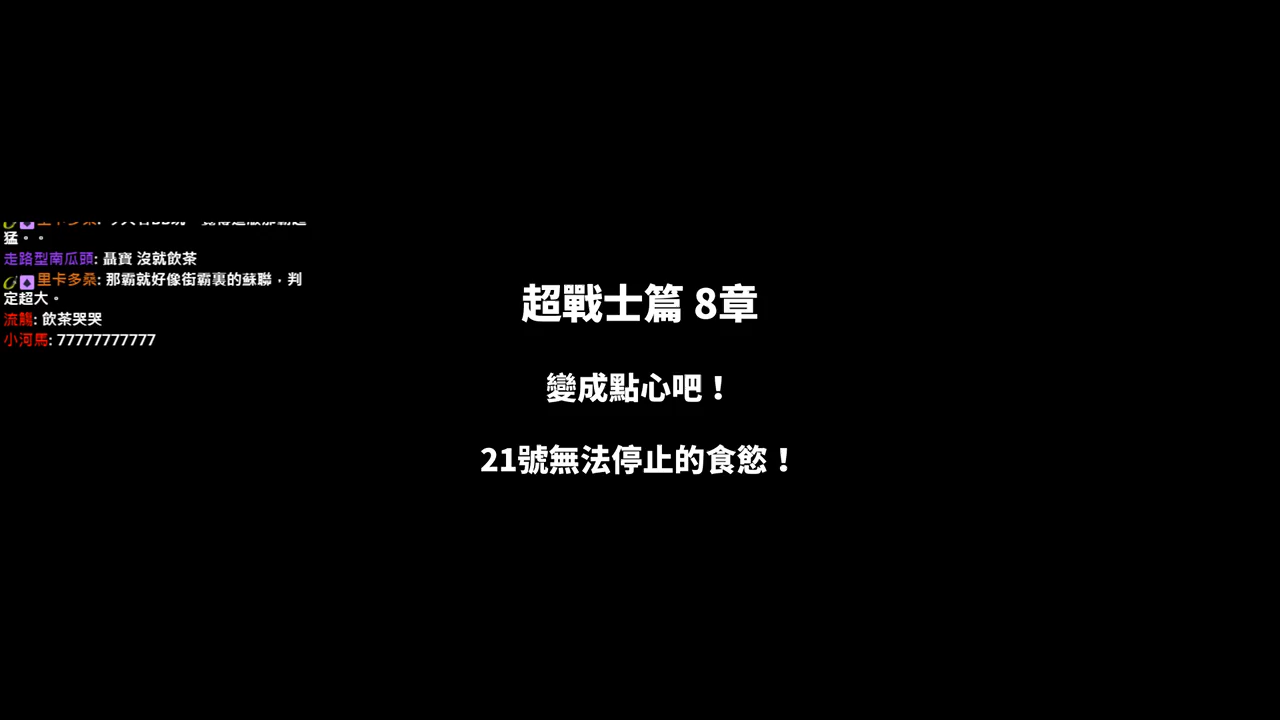 猛。。
走路型南瓜頭: 聶寶 沒就飲茶
里卡多桑: 那霸就好像街霸裏的蘇聯，判
定超大。
流龍: 飲茶哭哭
小河馬: 77777777777
超戰士篇 8章
變成點心吧！
21號無法停止的食慾！